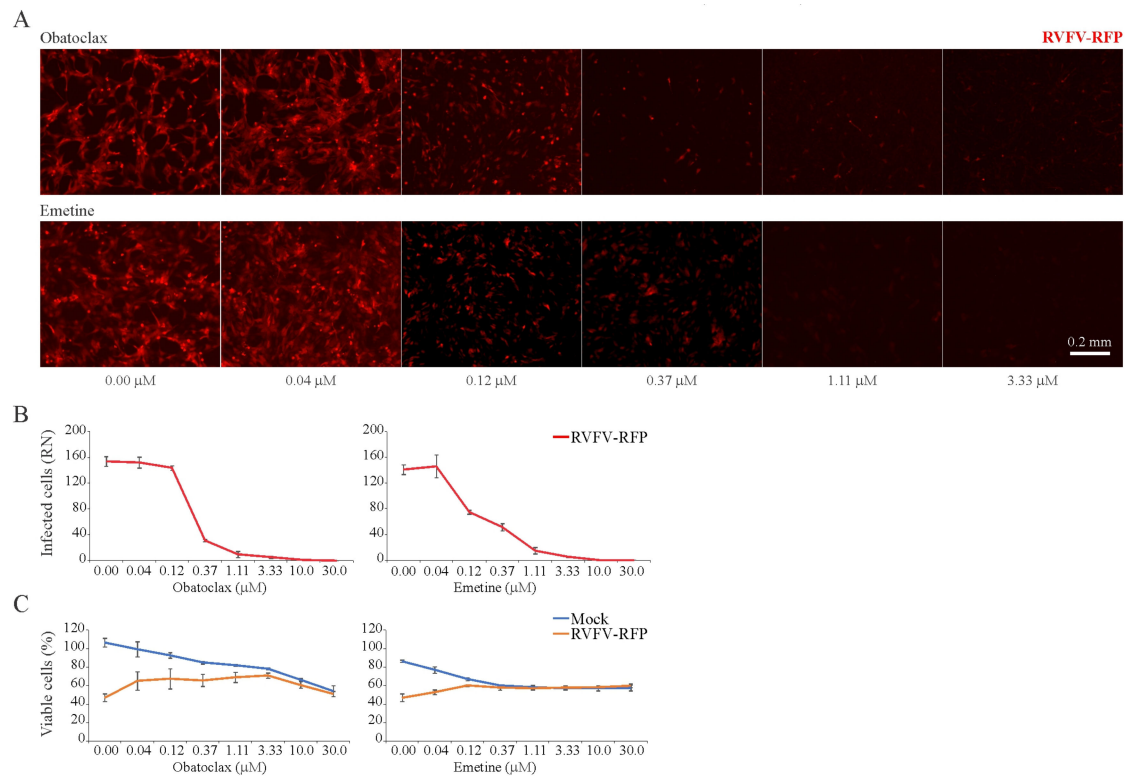 A
Obatoclax RVFV-RFP
Emetine
0.2 mm
0.00 μM 0.04 μM 0.12 μM 0.37 μM 1.11 μM 3.33 μM
B
Infected cells (RN)
200
160
120
80
40
0
0.00 0.04 0.12 0.37 1.11 3.33 10.0 30.0
Obatoclax (μM)
RVFV-RFP
200
160
120
80
40
0
0.00 0.04 0.12 0.37 1.11 3.33 10.0 30.0
Emetine (μM)
C
Viable cells (%)
120
100
80
60
40
20
0
0.00 0.04 0.12 0.37 1.11 3.33 10.0 30.0
Obatoclax (μM)
Mock
RVFV-RFP
120
100
80
60
40
20
0
0.00 0.04 0.12 0.37 1.11 3.33 10.0 30.0
Emetine (μM)